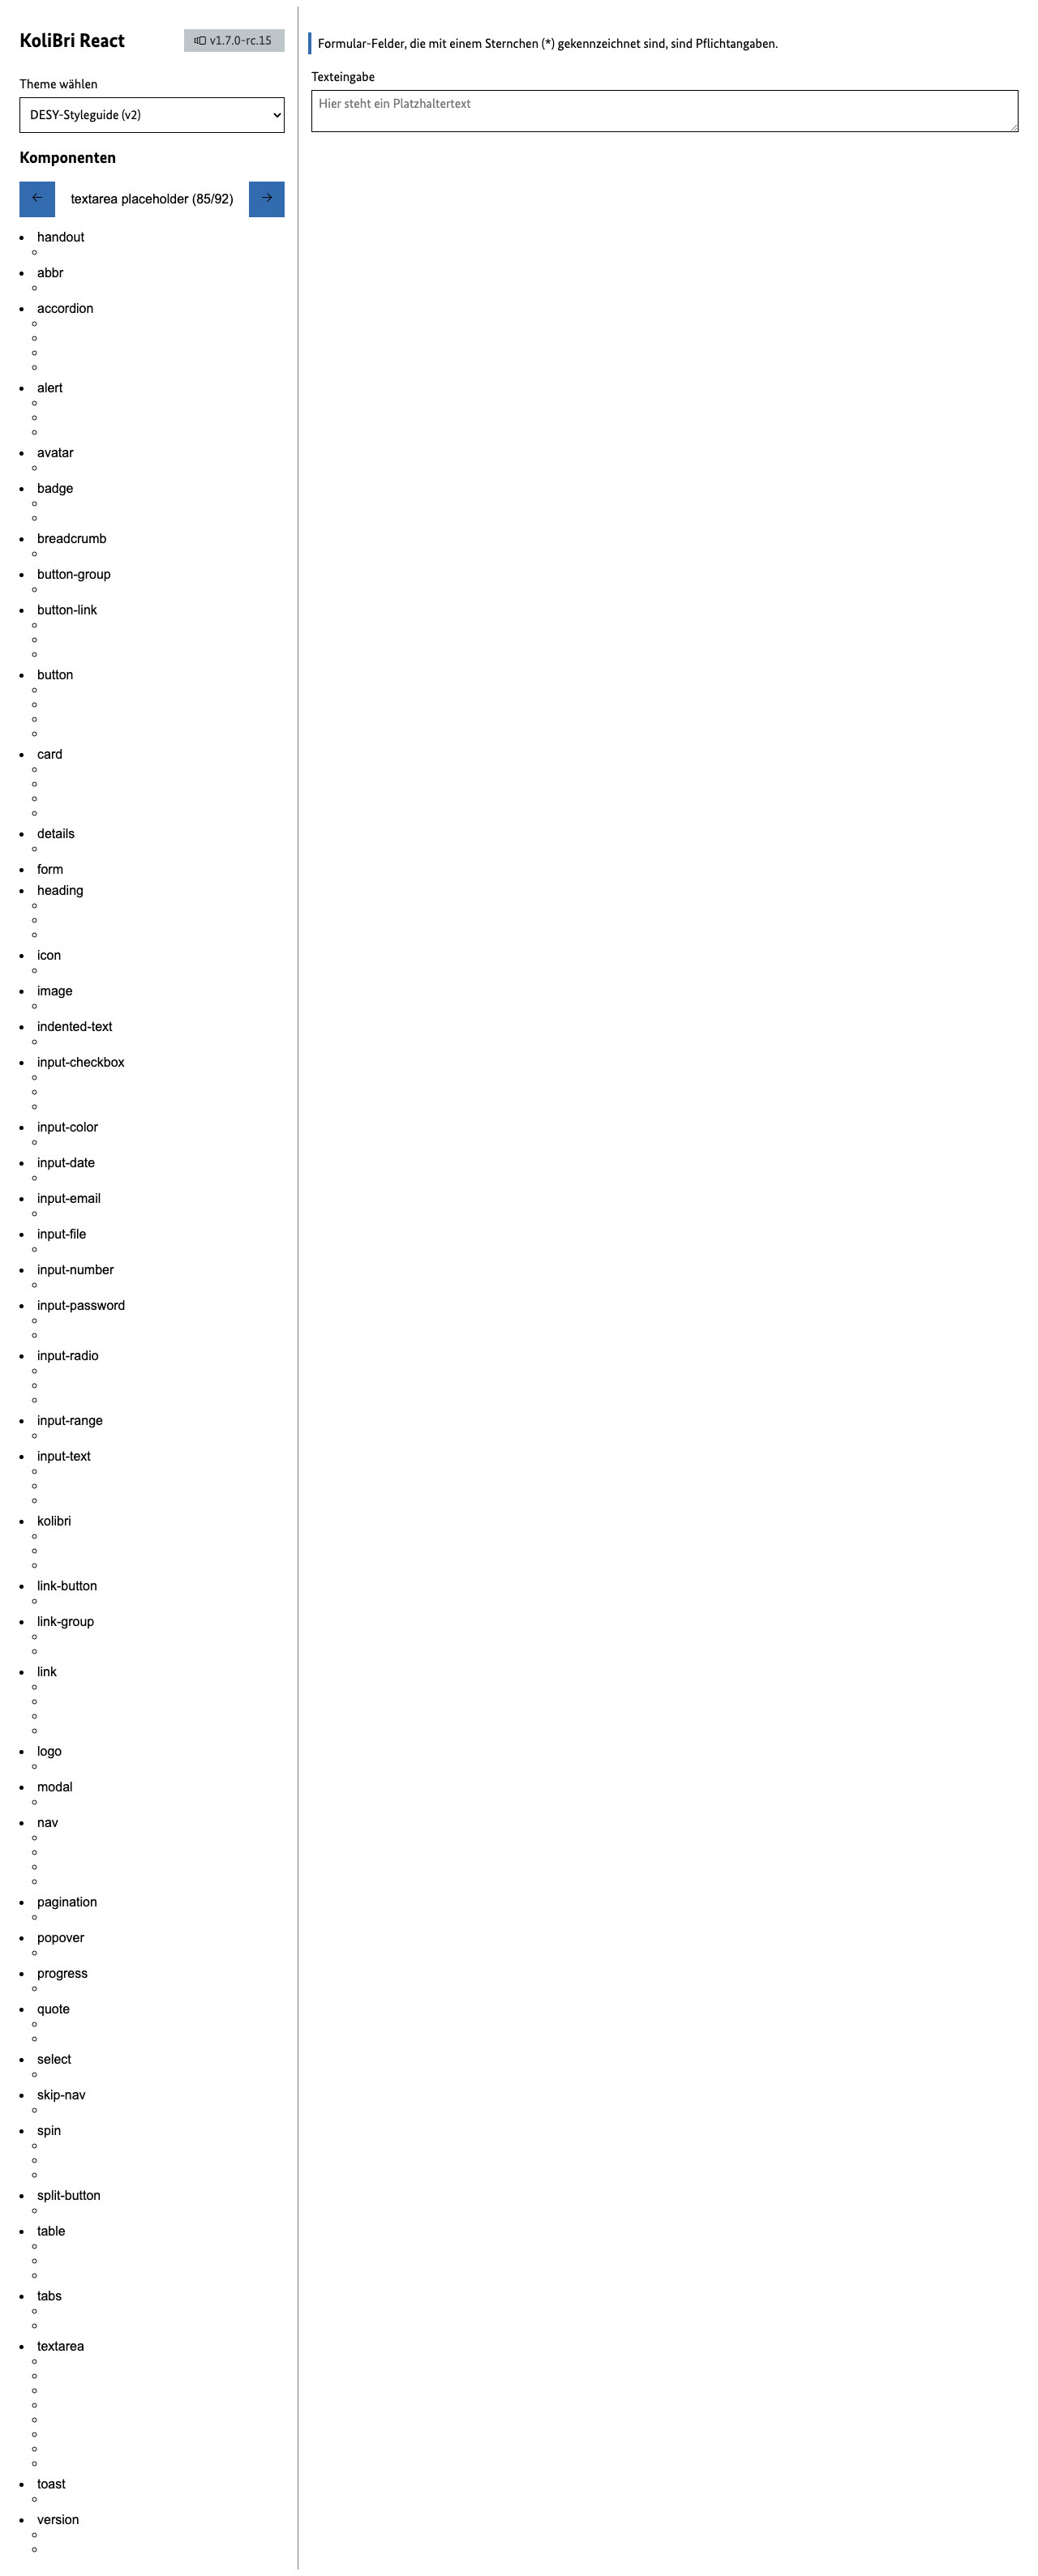 KoliBri React
v1.7.0-rc.15
Theme wählen
DESY-Styleguide (v2)
Komponenten
textarea placeholder (85/92)
handout
abbr
accordion
alert
avatar
badge
breadcrumb
button-group
button-link
button
card
details
form
heading
icon
image
indented-text
input-checkbox
input-color
input-date
input-email
input-file
input-number
input-password
input-radio
input-range
input-text
kolibri
link-button
link-group
link
logo
modal
nav
pagination
popover
progress
quote
select
skip-nav
spin
split-button
table
tabs
textarea
toast
version
Formular-Felder, die mit einem Sternchen (*) gekennzeichnet sind, sind Pflichtangaben.
Texteingabe
Hier steht ein Platzhaltertext